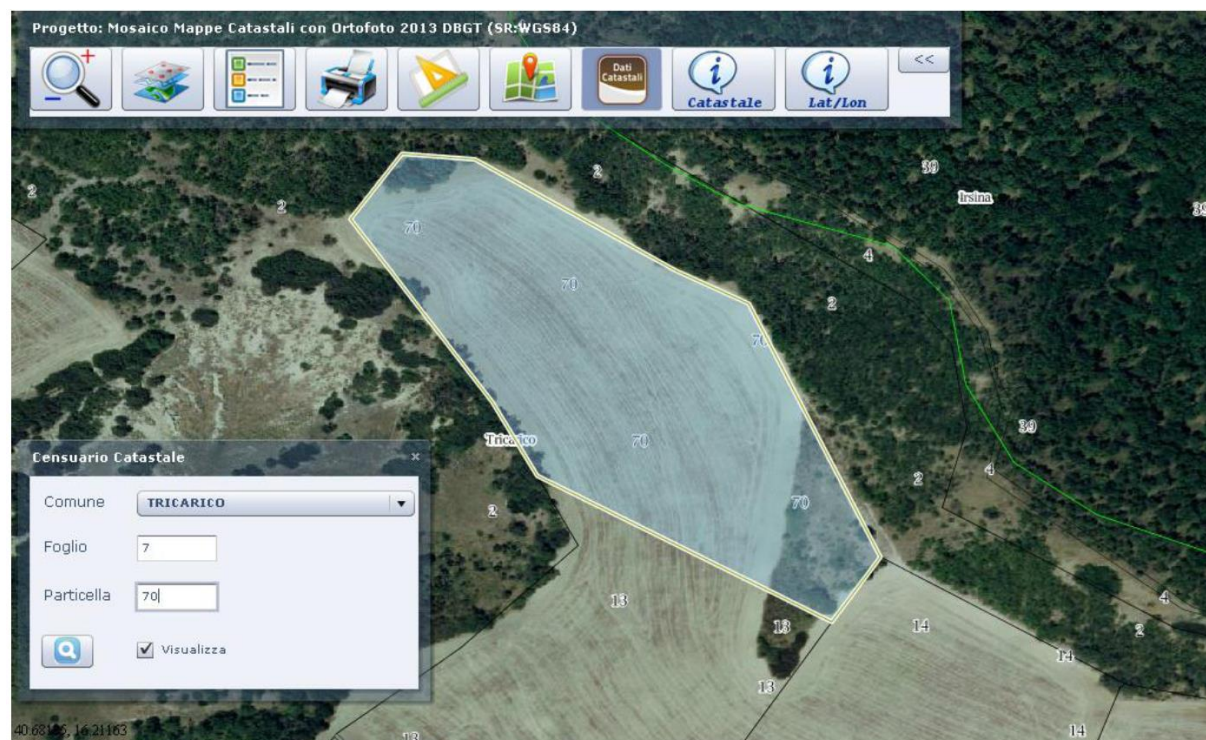 Progetto: Mosaico Mappe Catastali con Ortofoto 2013 DBGT (SR:WGS84)
Dati
Catastali
Catastale
Lat/Lon
<<
2
39
2
2
Irsina
39
70
4
70
2
70
39
Tricarico
70
4
2
70
2
4
13
13
14
2
14
13
14
13
Censuario Catastale
×
Comune
TRICARICO
Foglio
7
Particella
70
Visualizza